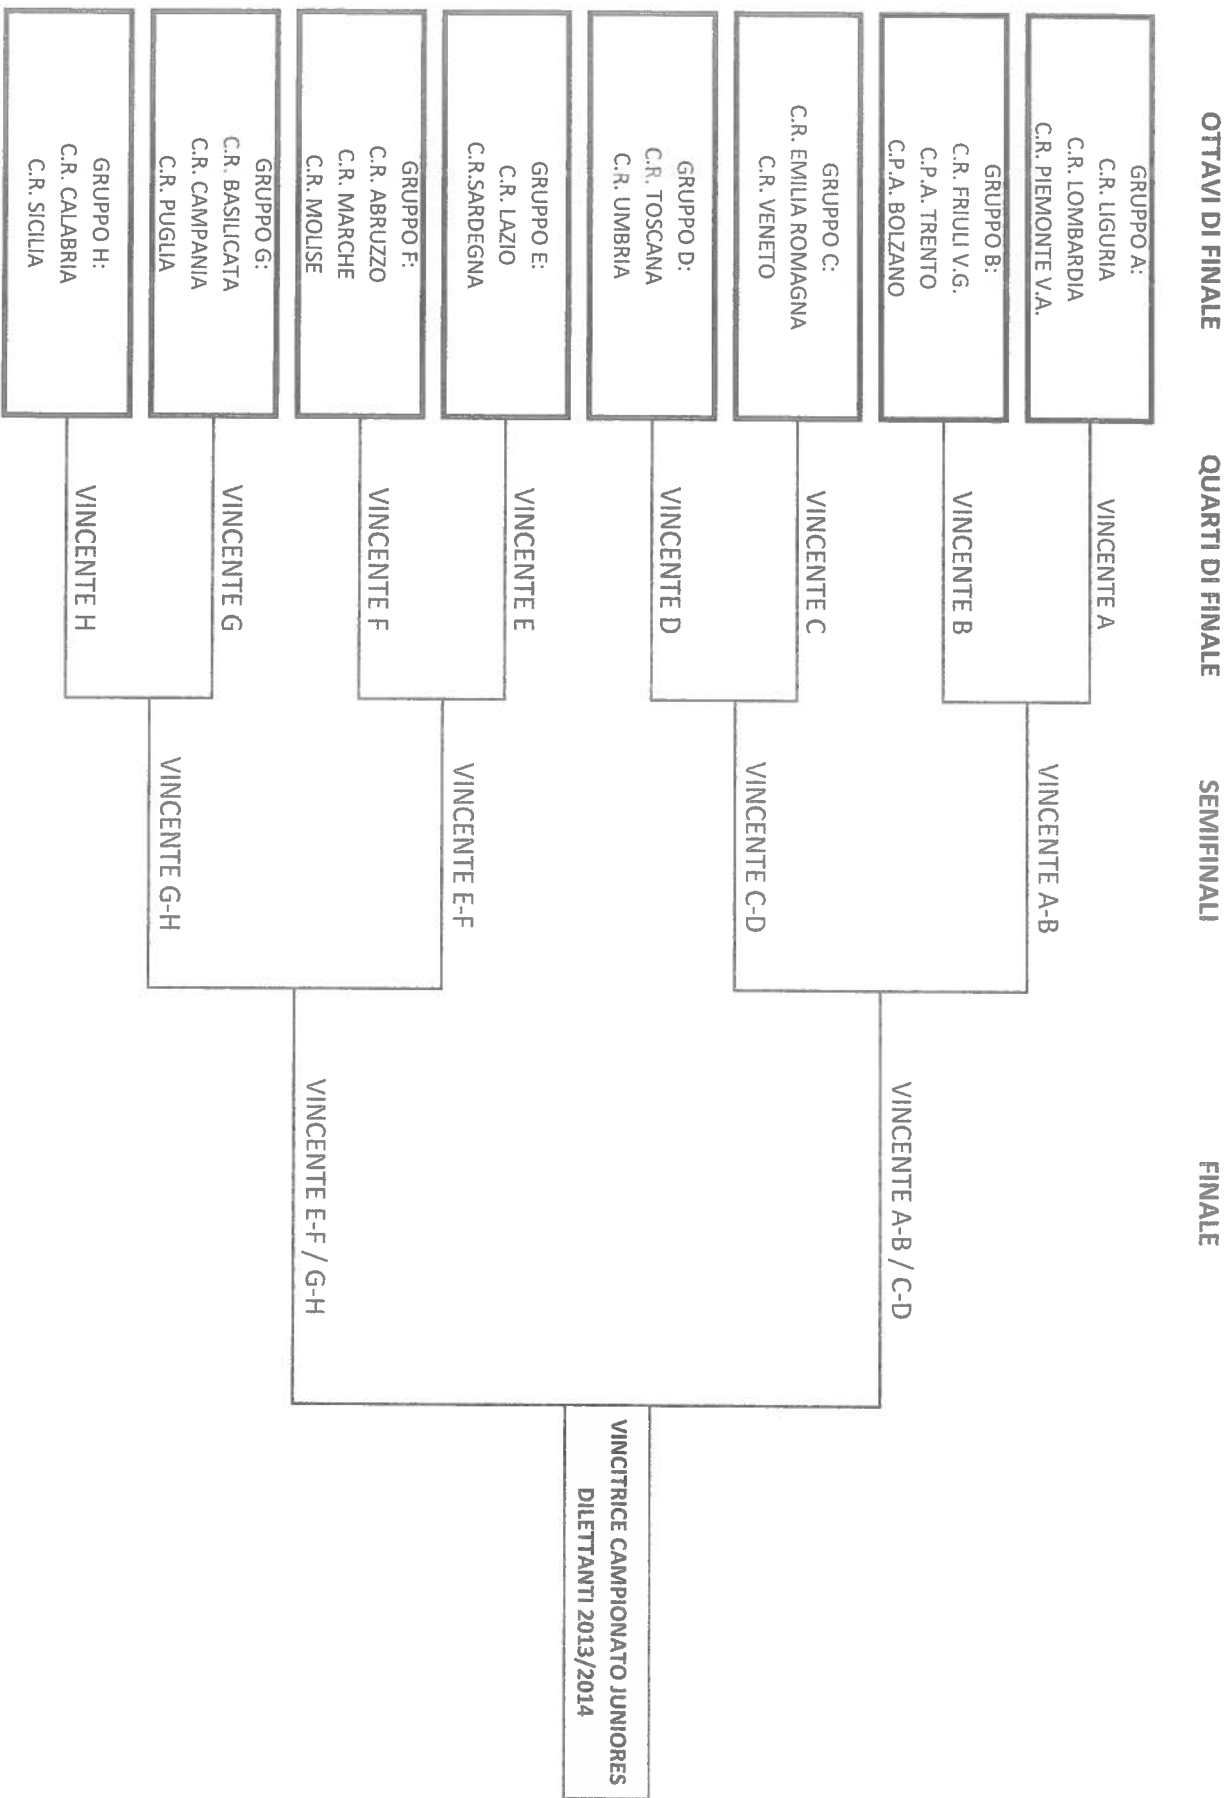 OTTAVI DI FINALE
QUARTI DI FINALE
SEMIFINALI
FINALE
GRUPPO A:
C.R. LIGURIA
C.R. LOMBARDIA
C.R. PIEMONTE V.A.
GRUPPO B:
C.R. FRIULI V.G.
C.P.A. TRENTO
C.P.A. BOLZANO
GRUPPO C:
C.R. EMILIA ROMAGNA
C.R. VENETO
GRUPPO D:
C.R. TOSCANA
C.R. UMBRIA
GRUPPO E:
C.R. LAZIO
C.R.SARDEGNA
GRUPPO F:
C.R. ABRUZZO
C.R. MARCHE
C.R. MOLISE
GRUPPO G:
C.R. BASILICATA
C.R. CAMPANIA
C.R. PUGLIA
GRUPPO H:
C.R. CALABRIA
C.R. SICILIA
VINCENTE A
VINCENTE B
VINCENTE C
VINCENTE D
VINCENTE E
VINCENTE F
VINCENTE G
VINCENTE H
VINCENTE A-B
VINCENTE C-D
VINCENTE E-F
VINCENTE G-H
VINCENTE A-B / C-D
VINCENTE E-F / G-H
VINCITRICE CAMPIONATO JUNIORES
DILETTANTI 2013/2014